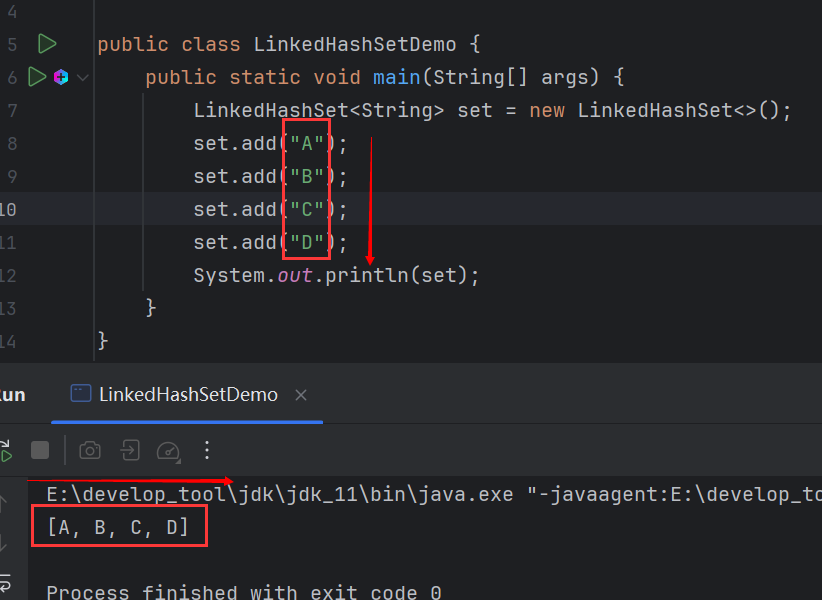 4
5 public class LinkedHashSetDemo {
6 public static void main(String[] args) {
7 LinkedHashSet<String> set = new LinkedHashSet<>();
8 set.add("A");
9 set.add("B");
10 set.add("C");
11 set.add("D");
12 System.out.println(set);
13 }
14 }
Run LinkedHashSetDemo
E:\develop_tool\jdk\jdk_11\bin\java.exe "-javaagent:E:\develop_to
[A, B, C, D]
Process finished with exit code 0